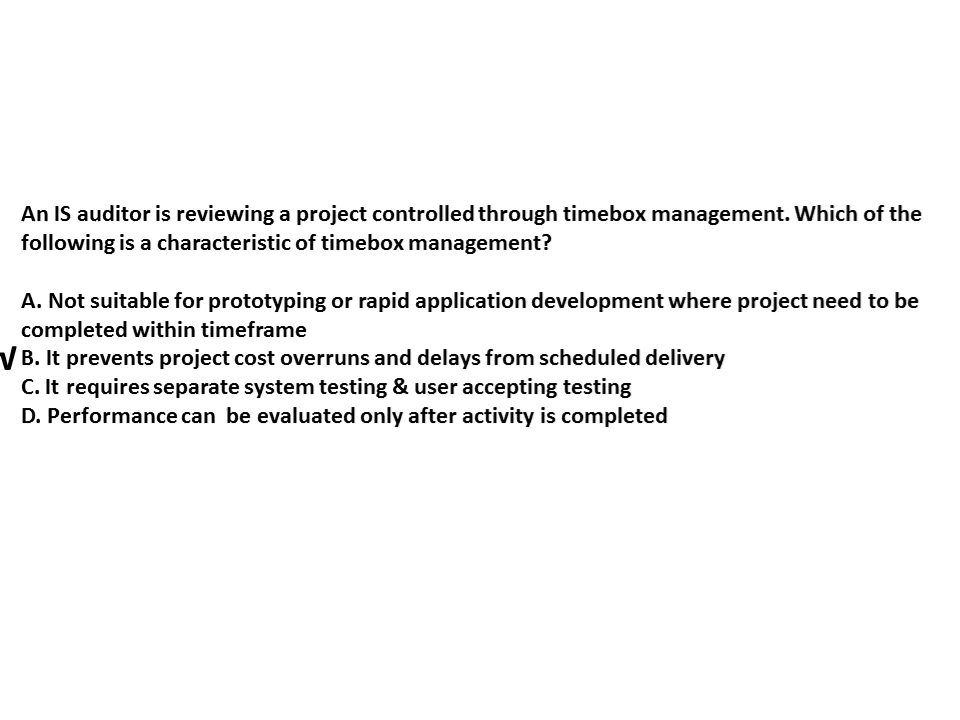 An IS auditor is reviewing a project controlled through timebox management. Which of the
following is a characteristic of timebox management?
A. Not suitable for prototyping or rapid application development where project need to be
completed within timeframe
√ B. It prevents project cost overruns and delays from scheduled delivery
C. It requires separate system testing & user accepting testing
D. Performance can be evaluated only after activity is completed